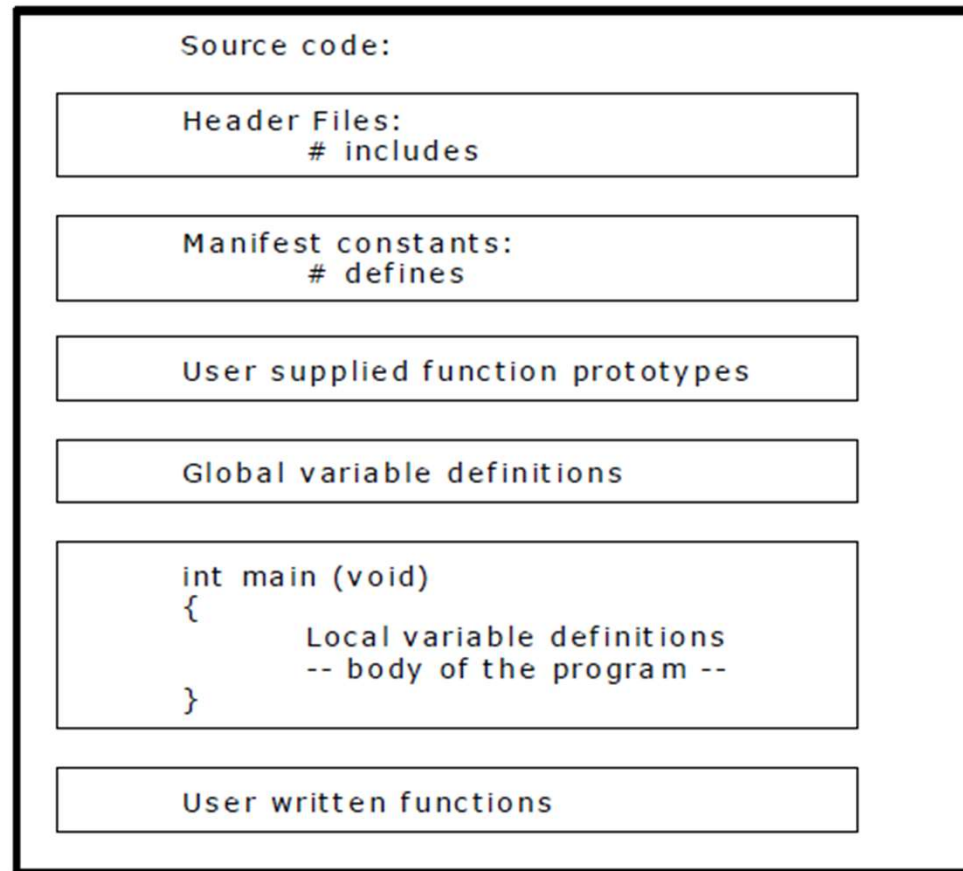 Source code:
Header Files:
# includes
Manifest constants:
# defines
User supplied function prototypes
Global variable definitions
int main (void)
{
Local variable definitions
-- body of the program --
}
User written functions